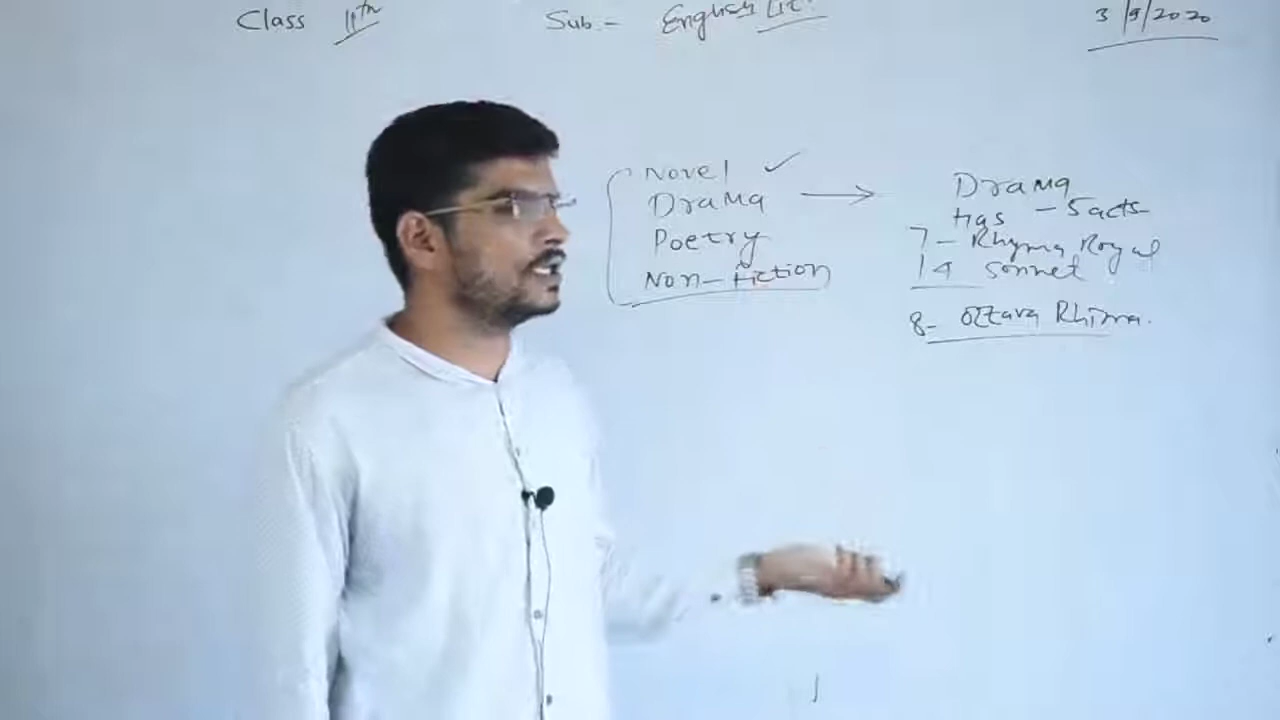 Class 11th Sub.- English Lit. 3/9/2020
Novel ✓
Drama →
Poetry
Non-fiction
Drama
Has - 5 acts
7 - Rhyma Royal
14 Sonnet
8- Ottava Rhima.